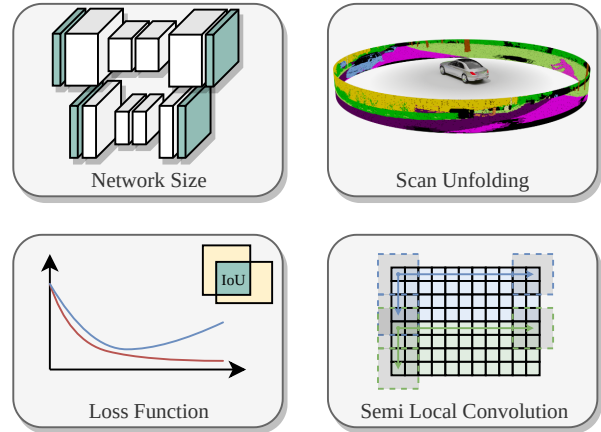 Network Size
Scan Unfolding
IoU
Loss Function
Semi Local Convolution